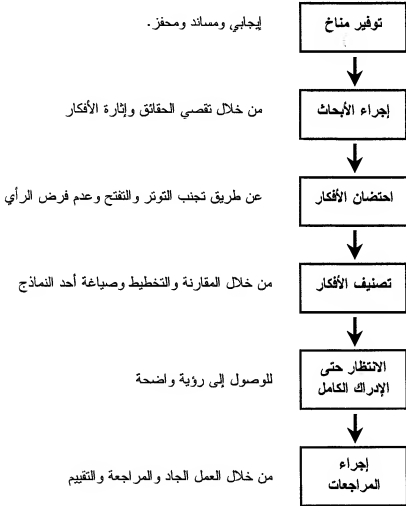 توفير مناخ
إيجابي ومساند ومحفز.
إجراء الأبحاث
من خلال تقصي الحقائق وإثارة الأفكار
احتضان الأفكار
عن طريق تجنب التوتر والتفتح وعدم فرض الرأي
تصنيف الأفكار
من خلال المقارنة والتخطيط وصياغة أحد النماذج
الانتظار حتى
الإدراك الكامل
للوصول إلى رؤية واضحة
إجراء
المراجعات
من خلال العمل الجاد والمراجعة والتقييم